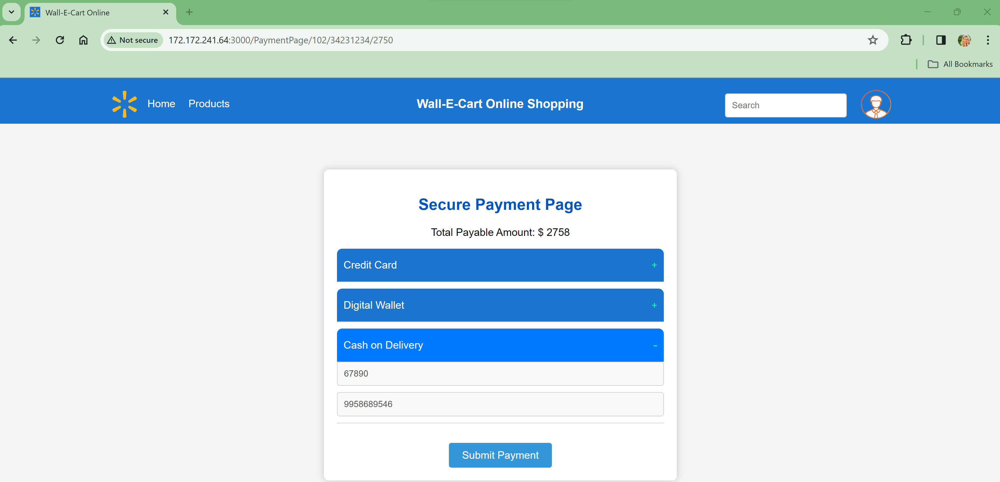 Wall-E-Cart Online
Not secure 172.172.241.64:3000/PaymentPage/102/34231234/2750
All Bookmarks
Home Products Wall-E-Cart Online Shopping Search
Secure Payment Page
Total Payable Amount: $ 2758
Credit Card +
Digital Wallet +
Cash on Delivery -
67890
9958689546
Submit Payment